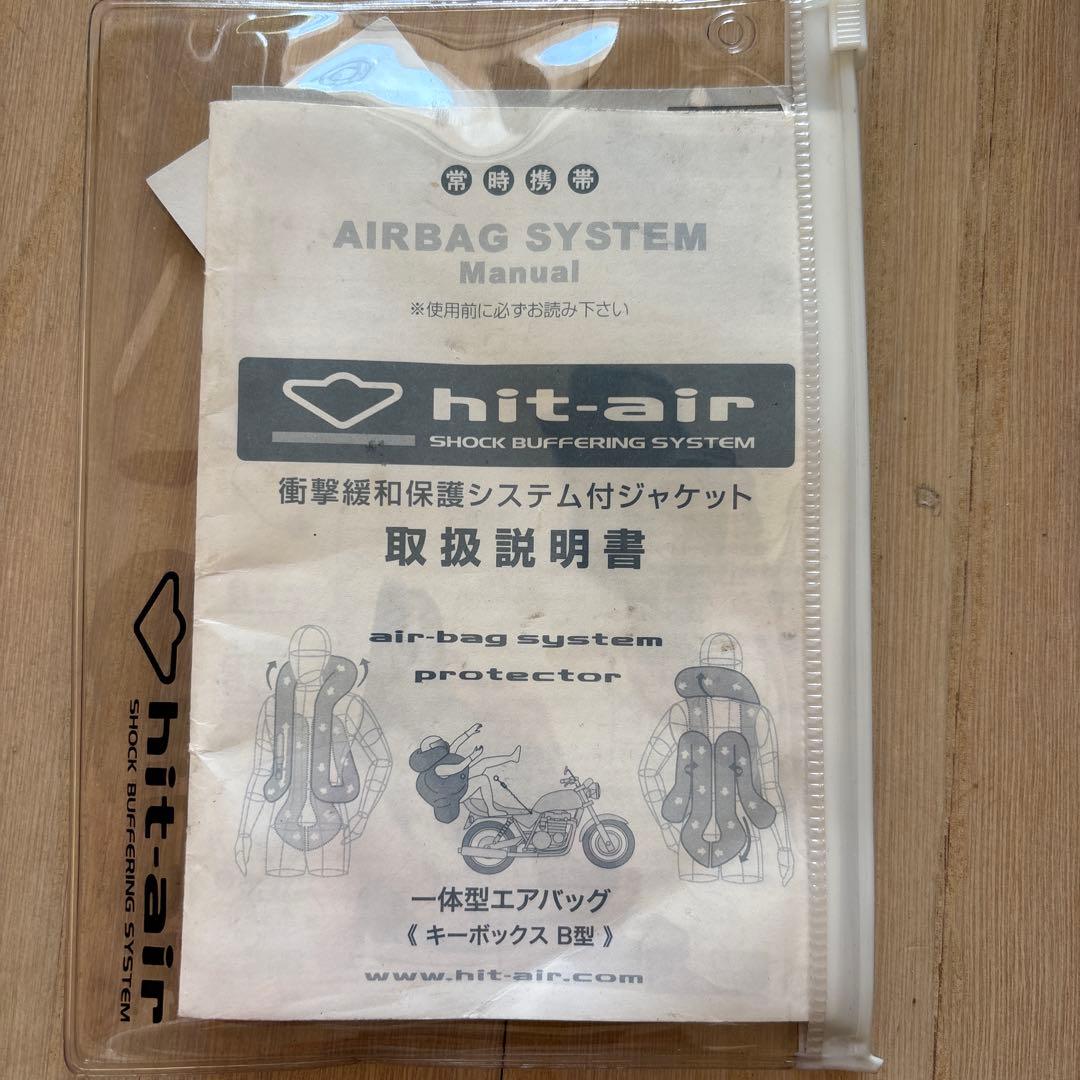 常時携帯
AIRBAG SYSTEM
Manual
※使用前に必ずお読み下さい
hit-air
SHOCK BUFFERING SYSTEM
衝撃緩和保護システム付ジャケット
取扱説明書
air-bag system
protector
一体型エアバッグ
《 キーボックス B型 》
www.hit-air.com
hit-air
SHOCK BUFFERING SYSTEM